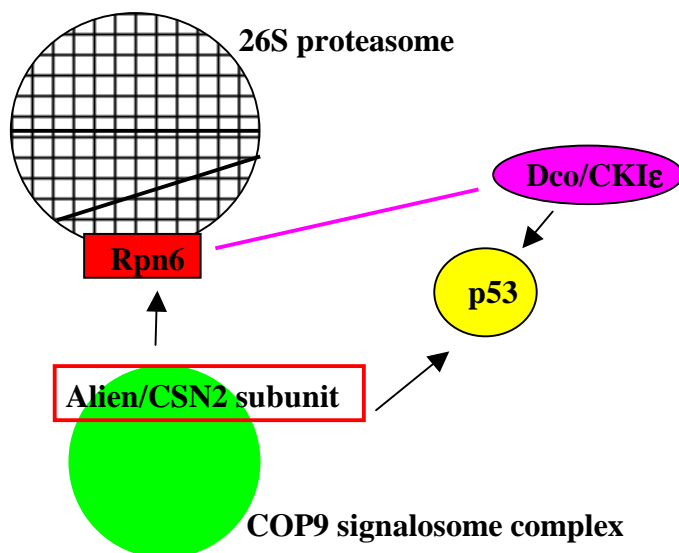 26S proteasome
Dco/CKIε
Rpn6
p53
Alien/CSN2 subunit
COP9 signalosome complex